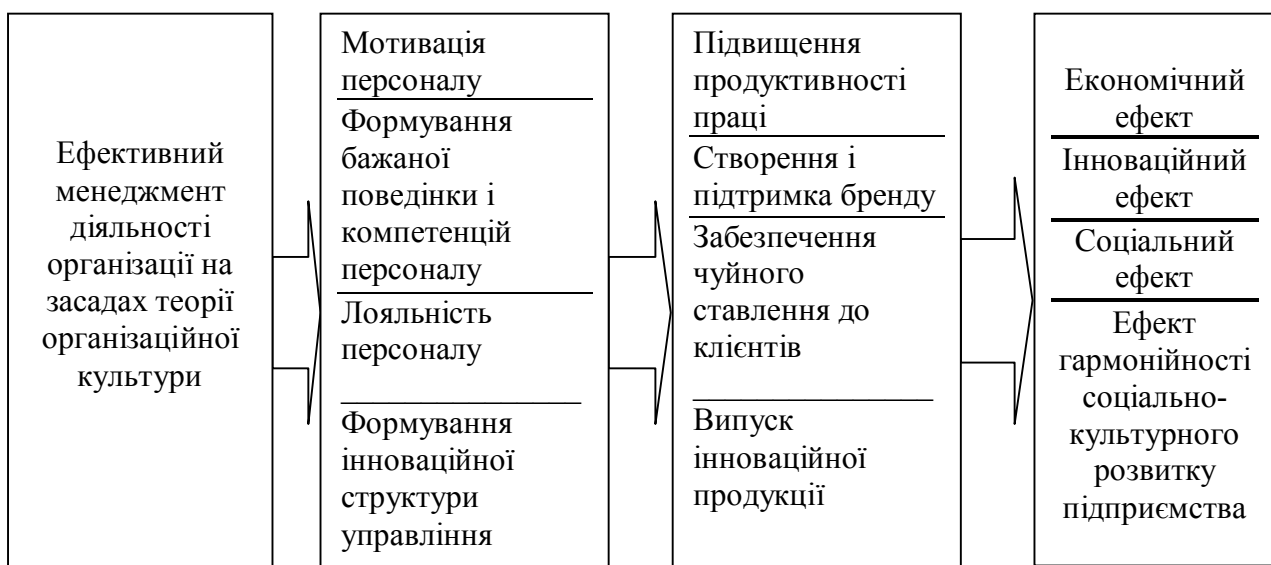 Ефективний
менеджмент
діяльності
організації на
засадах теорії
організаційної
культури
Мотивація
персоналу
Формування
бажаної
поведінки і
компетенцій
персоналу
Лояльність
персоналу
Формування
інноваційної
структури
управління
Підвищення
продуктивності
праці
Створення і
підтримка бренду
Забезпечення
чуйного
ставлення до
клієнтів
Випуск
інноваційної
продукції
Економічний
ефект
Інноваційний
ефект
Соціальний
ефект
Ефект
гармонійності
соціально-
культурного
розвитку
підприємства